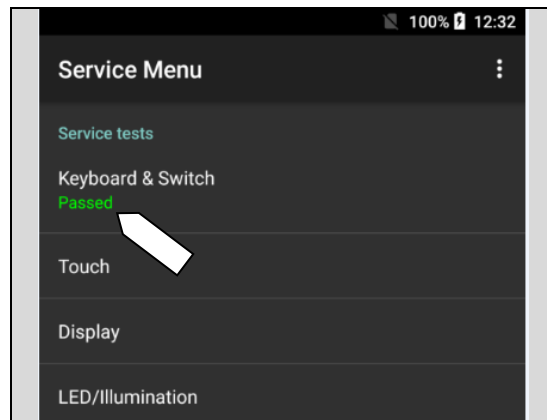 100% 12:32
Service Menu
Service tests
Keyboard & Switch
Passed
Touch
Display
LED/Illumination